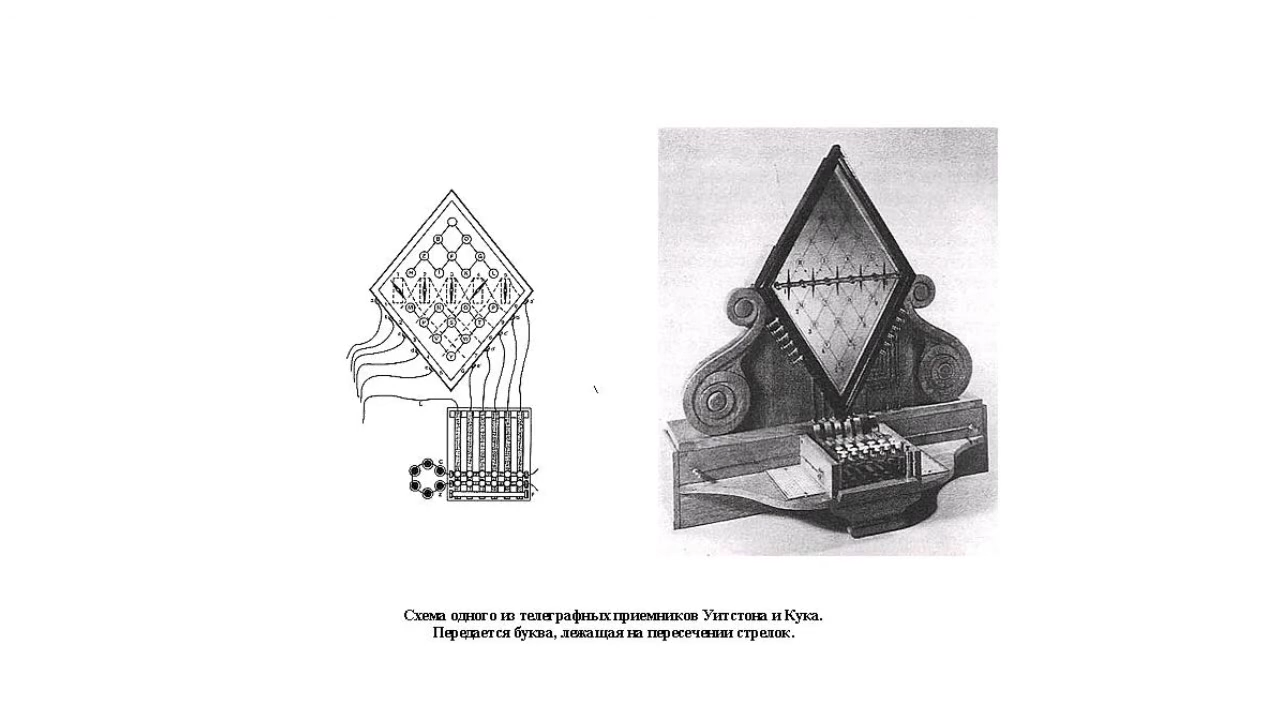 Схема одного из телеграфных приемников Уитстона и Кука.
Передается буква, лежащая на пересечении стрелок.